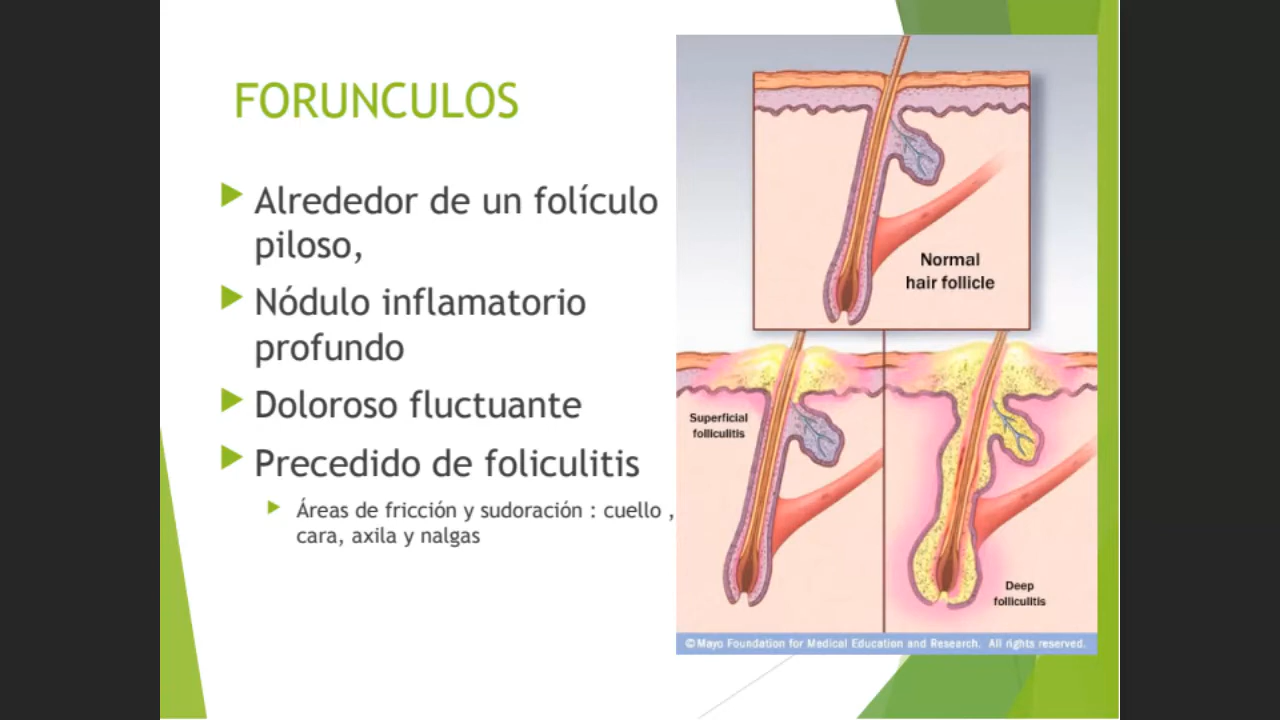 FORUNCULOS
Alrededor de un folículo
piloso,
Nódulo inflamatorio
profundo
Doloroso fluctuante
Precedido de foliculitis
Áreas de fricción y sudoración : cuello ,
cara, axila y nalgas
Normal
hair follicle
Superficial
folliculitis
Deep
folliculitis
©Mayo Foundation for Medical Education and Research. All rights reserved.